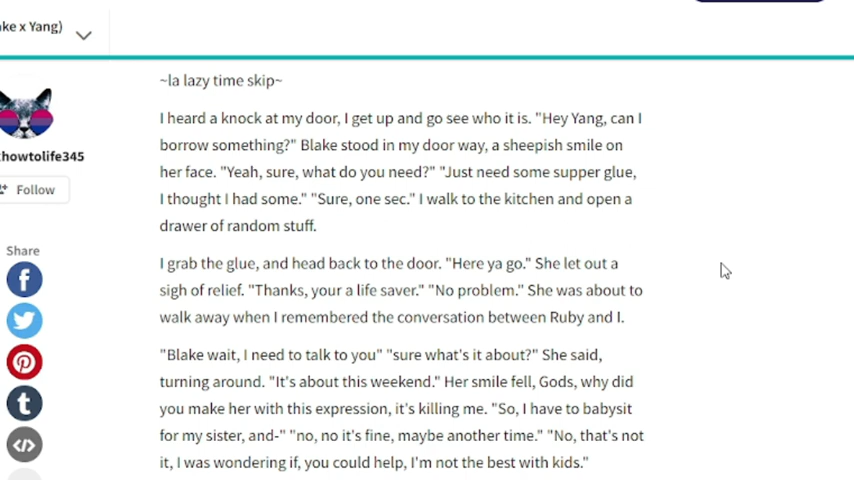 ke x Yang)
~la lazy time skip~
I heard a knock at my door, I get up and go see who it is. "Hey Yang, can I
borrow something?" Blake stood in my door way, a sheepish smile on
her face. "Yeah, sure, what do you need?" "Just need some supper glue,
I thought I had some." "Sure, one sec." I walk to the kitchen and open a
drawer of random stuff.
howtolife345
Follow
Share
I grab the glue, and head back to the door. "Here ya go." She let out a
sigh of relief. "Thanks, your a life saver." "No problem." She was about to
walk away when I remembered the conversation between Ruby and I.
"Blake wait, I need to talk to you" "sure what's it about?" She said,
turning around. "It's about this weekend." Her smile fell, Gods, why did
you make her with this expression, it's killing me. "So, I have to babysit
for my sister, and-" "no, no it's fine, maybe another time." "No, that's not
it, I was wondering if, you could help, I'm not the best with kids."